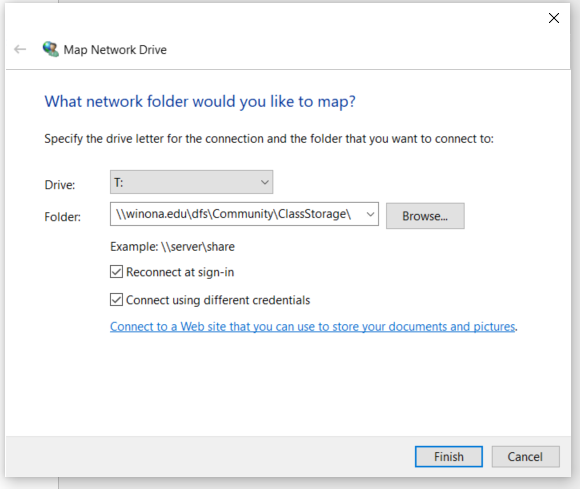 Map Network Drive
What network folder would you like to map?
Specify the drive letter for the connection and the folder that you want to connect to:
Drive: T:
Folder: \\winona.edu\dfs\Community\ClassStorage\ Browse...
Example: \\server\share
Reconnect at sign-in
Connect using different credentials
Connect to a Web site that you can use to store your documents and pictures.
Finish Cancel